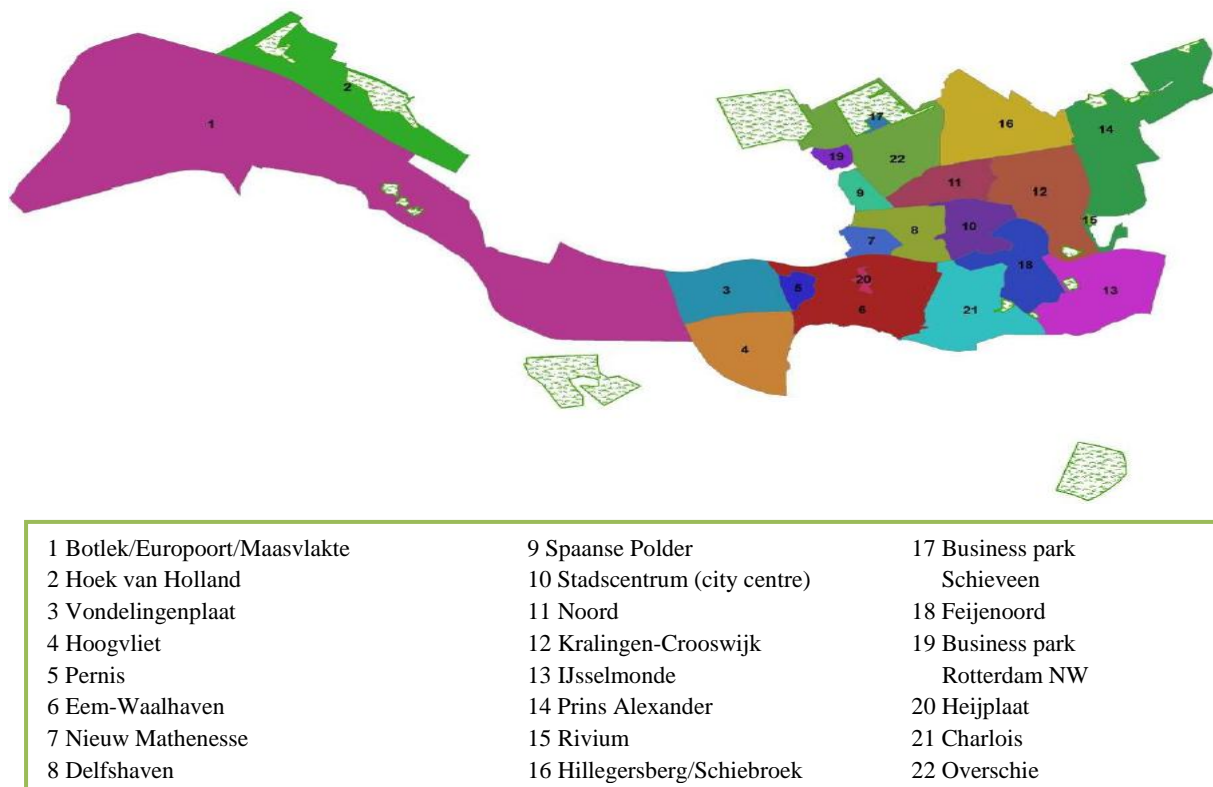 1
2
17
16
14
19
22
11
12
9
15
8
10
7
18
20
3
5
13
6
21
4
1 Botlek/Europoort/Maasvlakte
2 Hoek van Holland
3 Vondelingenplaat
4 Hoogvliet
5 Pernis
6 Eem-Waalhaven
7 Nieuw Mathenesse
8 Delfshaven
9 Spaanse Polder
10 Stadscentrum (city centre)
11 Noord
12 Kralingen-Crooswijk
13 IJsselmonde
14 Prins Alexander
15 Rivium
16 Hillegersberg/Schiebroek
17 Business park
Schieveen
18 Feijenoord
19 Business park
Rotterdam NW
20 Heijplaat
21 Charlois
22 Overschie